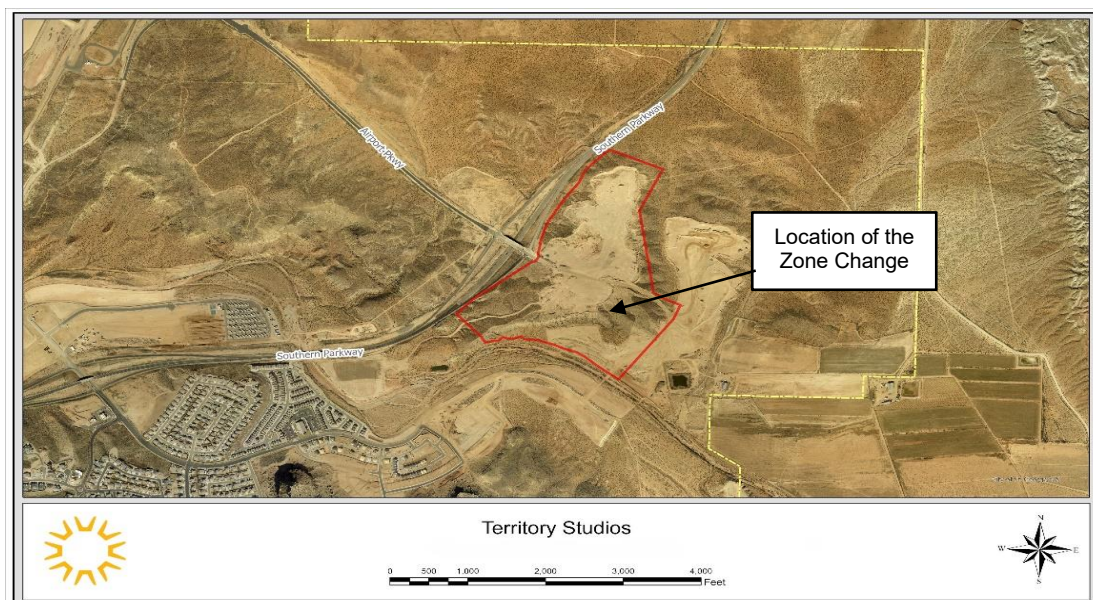 Airport Pkwy
Southern Parkway
Location of the
Zone Change
Southern Parkway
Territory Studios
N
W
E
S
0 500 1,000 2,000 3,000 4,000
Feet